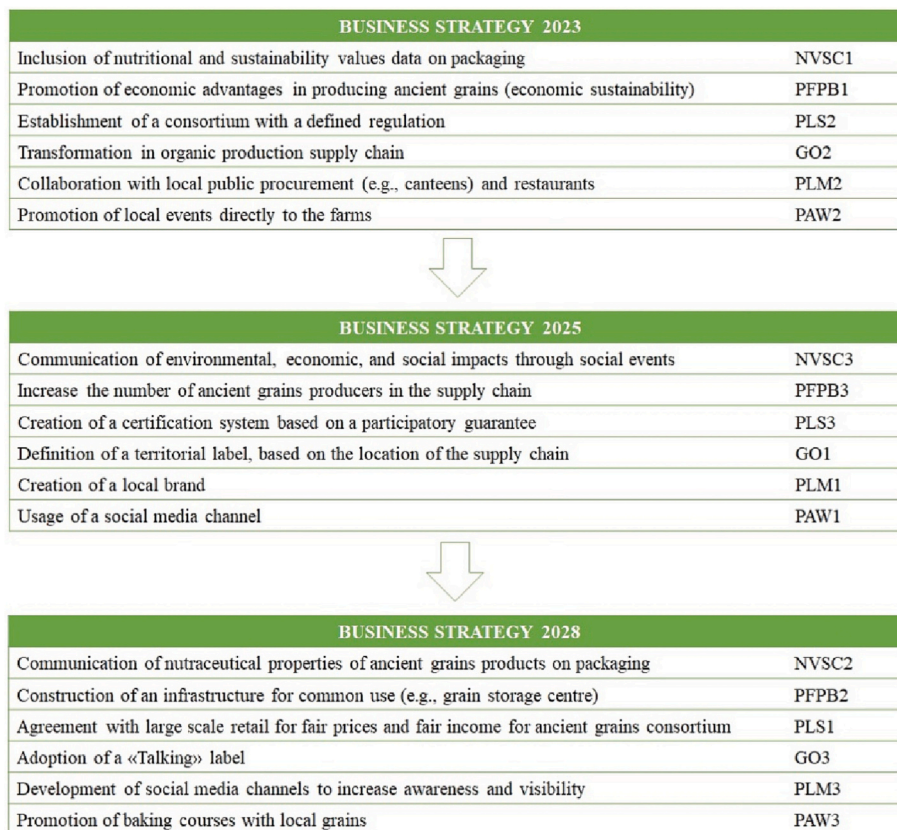 BUSINESS STRATEGY 2023
Inclusion of nutritional and sustainability values data on packaging NVSC1
Promotion of economic advantages in producing ancient grains (economic sustainability) PFPB1
Establishment of a consortium with a defined regulation PLS2
Transformation in organic production supply chain GO2
Collaboration with local public procurement (e.g., canteens) and restaurants PLM2
Promotion of local events directly to the farms PAW2
BUSINESS STRATEGY 2025
Communication of environmental, economic, and social impacts through social events NVSC3
Increase the number of ancient grains producers in the supply chain PFPB3
Creation of a certification system based on a participatory guarantee PLS3
Definition of a territorial label, based on the location of the supply chain GO1
Creation of a local brand PLM1
Usage of a social media channel PAW1
BUSINESS STRATEGY 2028
Communication of nutraceutical properties of ancient grains products on packaging NVSC2
Construction of an infrastructure for common use (e.g., grain storage centre) PFPB2
Agreement with large scale retail for fair prices and fair income for ancient grains consortium PLS1
Adoption of a «Talking» label GO3
Development of social media channels to increase awareness and visibility PLM3
Promotion of baking courses with local grains PAW3